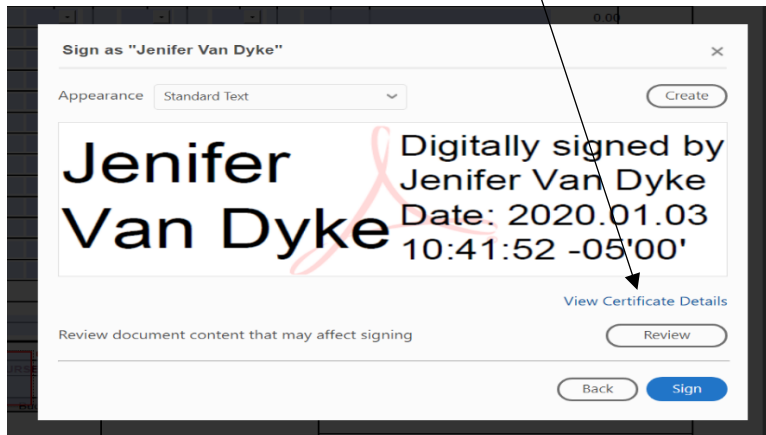 0.00
Sign as "Jenifer Van Dyke"
Appearance Standard Text
Create
Jenifer
Van Dyke
Digitally signed by
Jenifer Van Dyke
Date: 2020.01.03
10:41:52 -05'00'
View Certificate Details
Review document content that may affect signing
Review
Back Sign